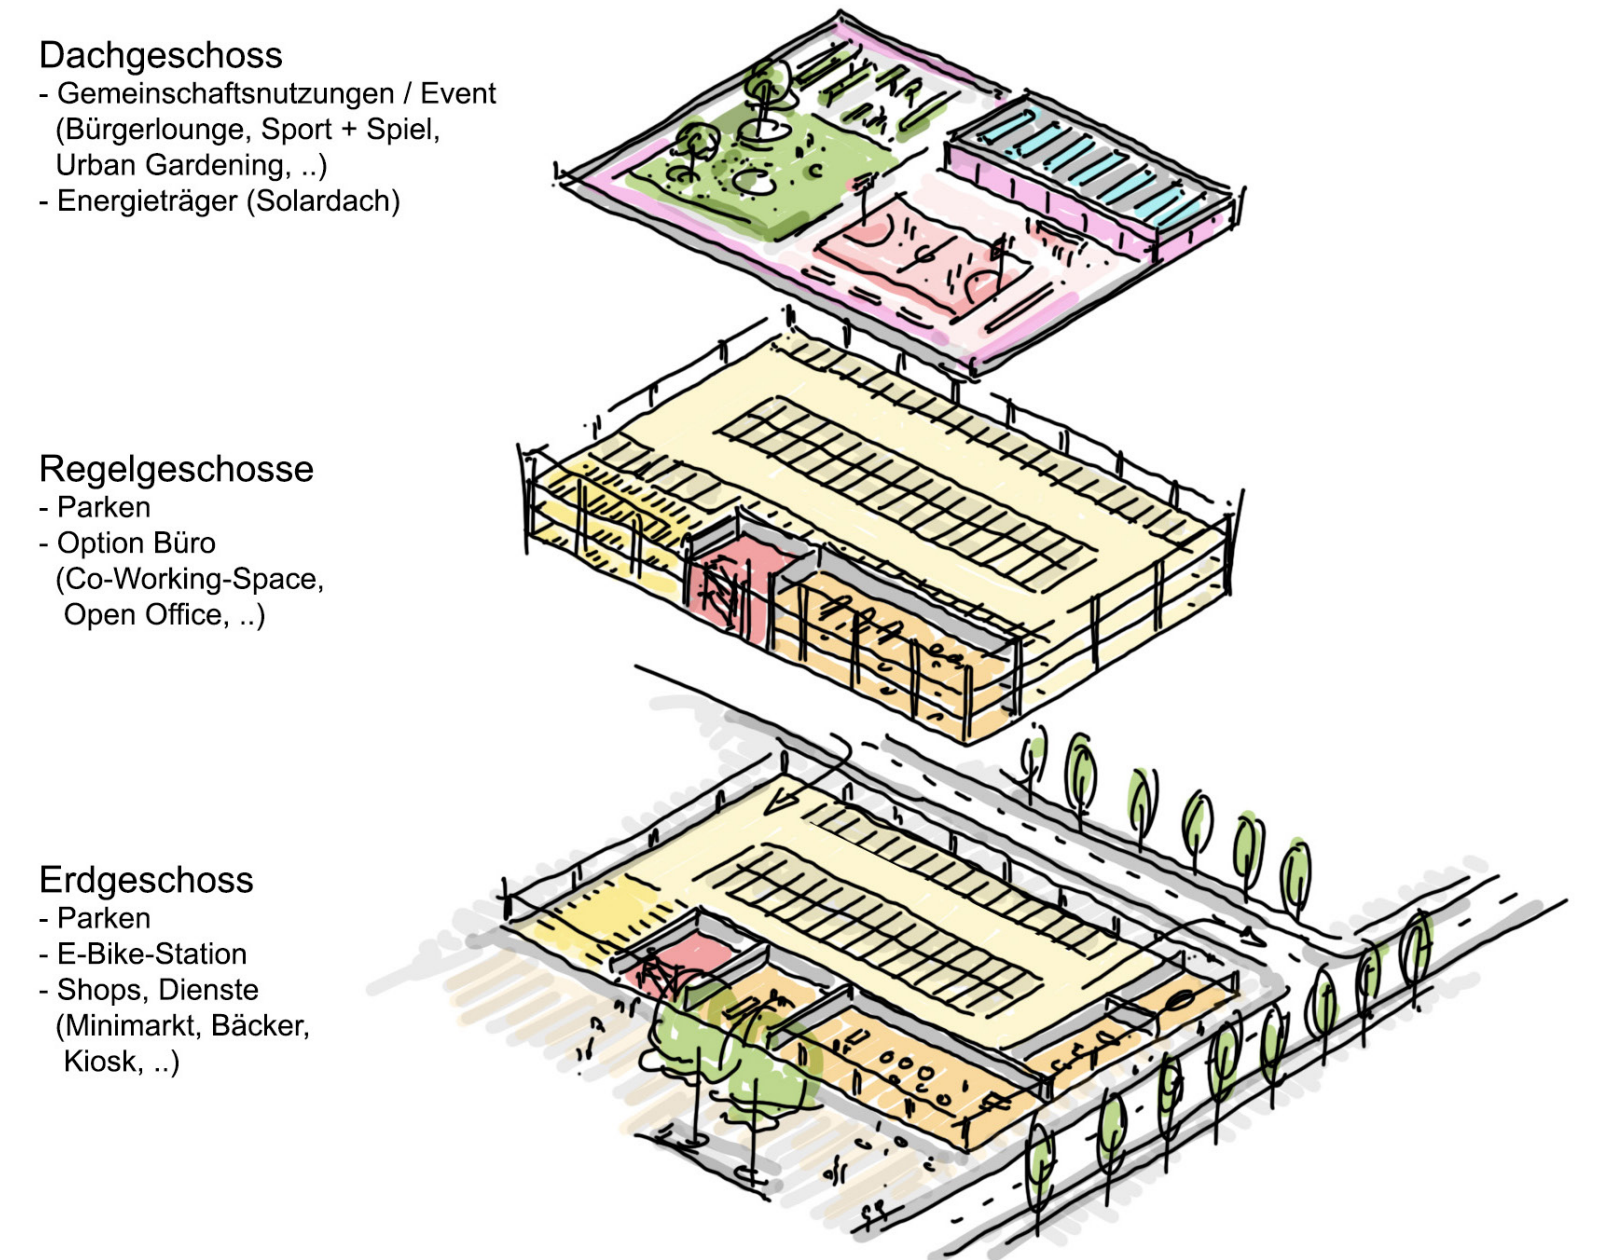 Dachgeschoss
- Gemeinschaftsnutzungen / Event
(Bürgerlounge, Sport + Spiel,
Urban Gardening, ..)
- Energieträger (Solardach)
Regelgeschosse
- Parken
- Option Büro
(Co-Working-Space,
Open Office, ..)
Erdgeschoss
- Parken
- E-Bike-Station
- Shops, Dienste
(Minimarkt, Bäcker,
Kiosk, ..)